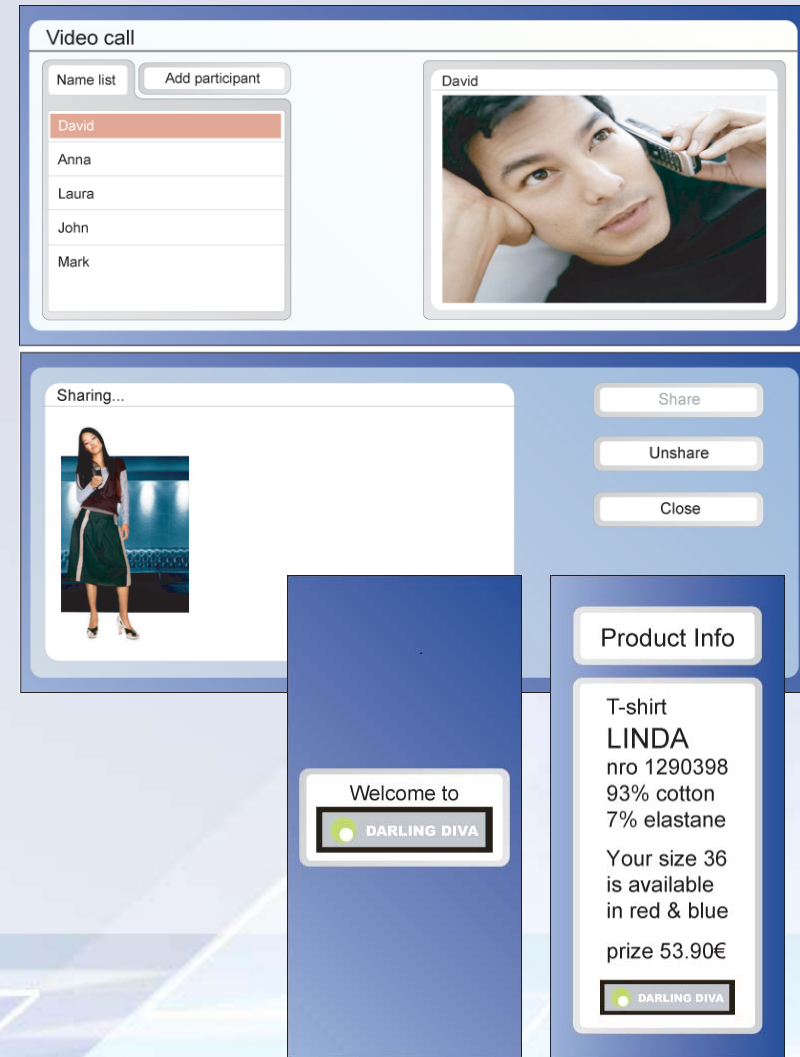 Video call
Name list
Add participant
David
Anna
Laura
John
Mark
David
Sharing...
Share
Unshare
Close
Welcome to
DARLING DIVA
Product Info
T-shirt
LINDA
nro 1290398
93% cotton
7% elastane
Your size 36
is available
in red & blue
prize 53.90€
DARLING DIVA